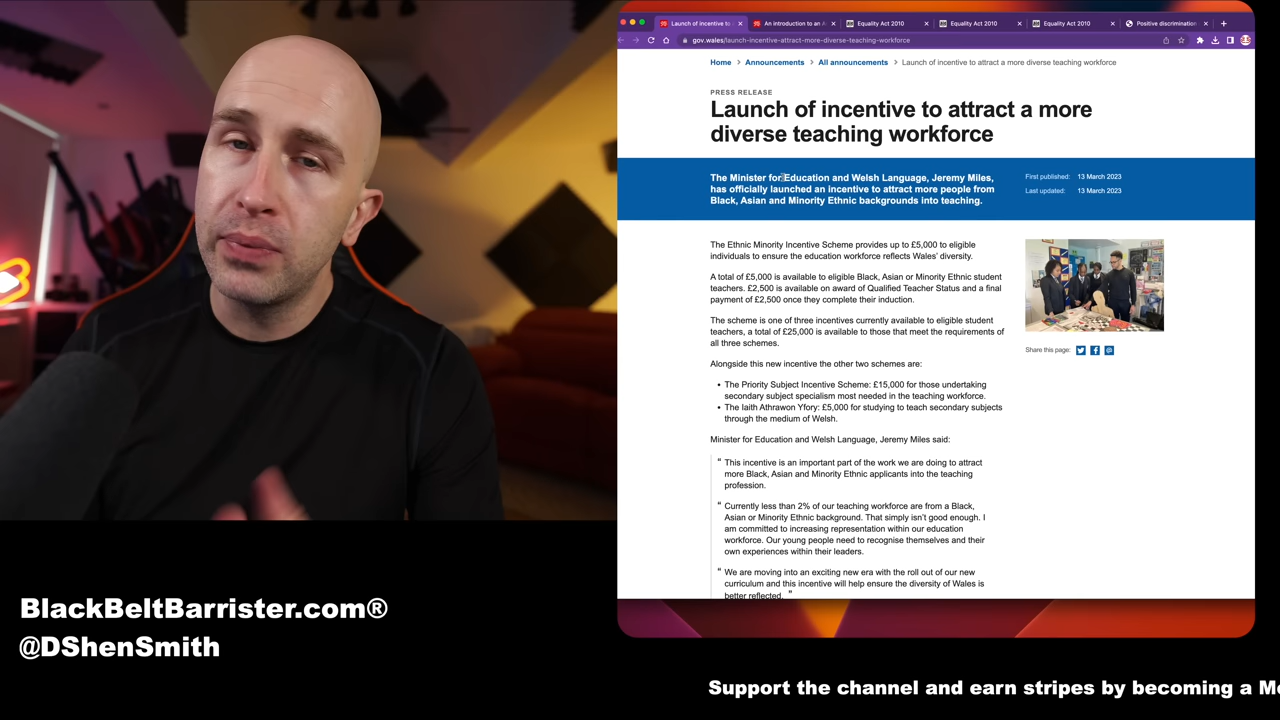 Launch of incentive to
An introduction to an A
Equality Act 2010
Equality Act 2010
Equality Act 2010
Positive discrimination
gov.wales/launch-incentive-attract-more-diverse-teaching-workforce
Home > Announcements > All announcements > Launch of incentive to attract a more diverse teaching workforce
PRESS RELEASE
Launch of incentive to attract a more
diverse teaching workforce
The Minister for Education and Welsh Language, Jeremy Miles,
has officially launched an incentive to attract more people from
Black, Asian and Minority Ethnic backgrounds into teaching.
First published: 13 March 2023
Last updated: 13 March 2023
The Ethnic Minority Incentive Scheme provides up to £5,000 to eligible
individuals to ensure the education workforce reflects Wales’ diversity.
A total of £5,000 is available to eligible Black, Asian or Minority Ethnic student
teachers. £2,500 is available on award of Qualified Teacher Status and a final
payment of £2,500 once they complete their induction.
The scheme is one of three incentives currently available to eligible student
teachers, a total of £25,000 is available to those that meet the requirements of
all three schemes.
Share this page:
Alongside this new incentive the other two schemes are:
• The Priority Subject Incentive Scheme: £15,000 for those undertaking
secondary subject specialism most needed in the teaching workforce.
• The Iaith Athrawon Yfory: £5,000 for studying to teach secondary subjects
through the medium of Welsh.
Minister for Education and Welsh Language, Jeremy Miles said:
“ This incentive is an important part of the work we are doing to attract
more Black, Asian and Minority Ethnic applicants into the teaching
profession.
“ Currently less than 2% of our teaching workforce are from a Black,
Asian or Minority Ethnic background. That simply isn’t good enough. I
am committed to increasing representation within our education
workforce. Our young people need to recognise themselves and their
own experiences within their leaders.
“ We are moving into an exciting new era with the roll out of our new
curriculum and this incentive will help ensure the diversity of Wales is
better reflected. ”
BlackBeltBarrister.com®
@DShenSmith
Support the channel and earn stripes by becoming a M